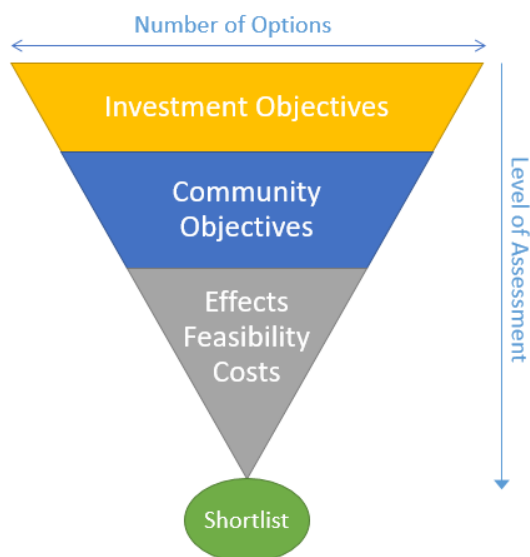 Number of Options
Investment Objectives
Community
Objectives
Level of Assessment
Effects
Feasibility
Costs
Shortlist